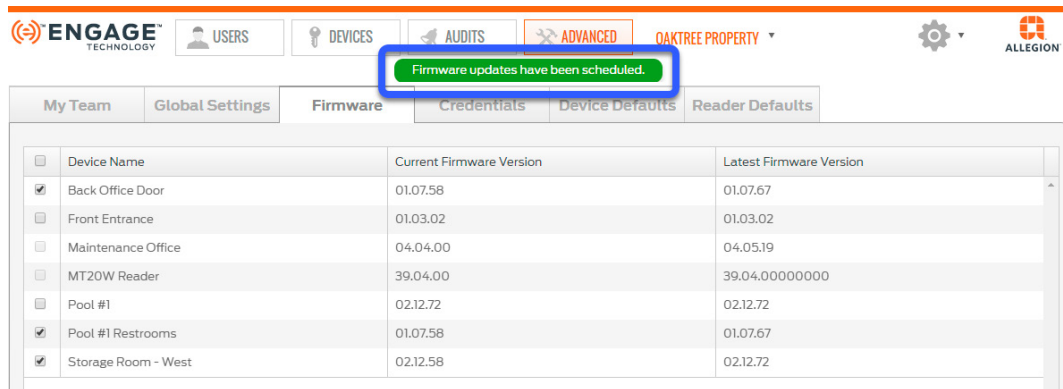 ENGAGE™ TECHNOLOGY USERS DEVICES AUDITS ADVANCED OAKTREE PROPERTY ALLEGION
Firmware updates have been scheduled.
My Team Global Settings Firmware Credentials Device Defaults Reader Defaults
Device Name Current Firmware Version Latest Firmware Version
Back Office Door 01.07.58 01.07.67
Front Entrance 01.03.02 01.03.02
Maintenance Office 04.04.00 04.05.19
MT20W Reader 39.04.00 39.04.00000000
Pool #1 02.12.72 02.12.72
Pool #1 Restrooms 01.07.58 01.07.67
Storage Room - West 02.12.58 02.12.72